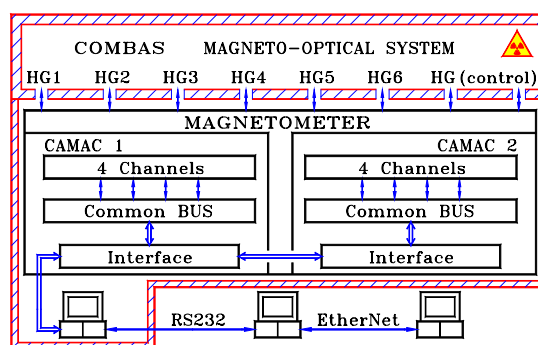 COMBAS MAGNETO-OPTICAL SYSTEM
HG1 HG2 HG3 HG4 HG5 HG6 HG (control)
MAGNETOMETER
CAMAC 1 CAMAC 2
4 Channels 4 Channels
Common BUS Common BUS
Interface Interface
RS232 EtherNet